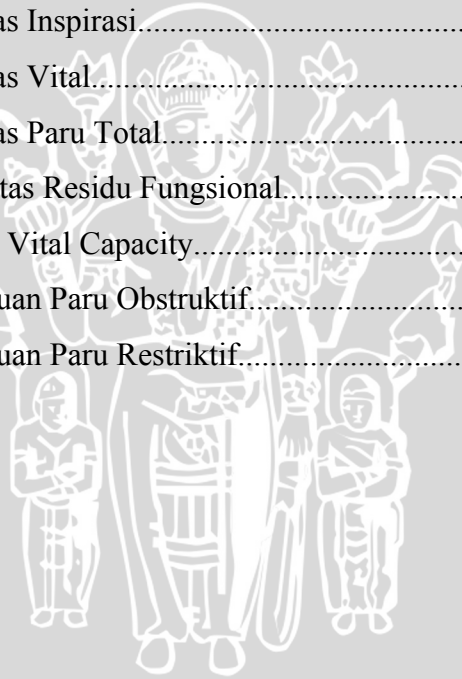 as Inspirasi......................................
as Vital.............................................
as Paru Total...................................
tas Residu Fungsional....................
Vital Capacity................................
uan Paru Obstruktif........................
uan Paru Restriktif..........................